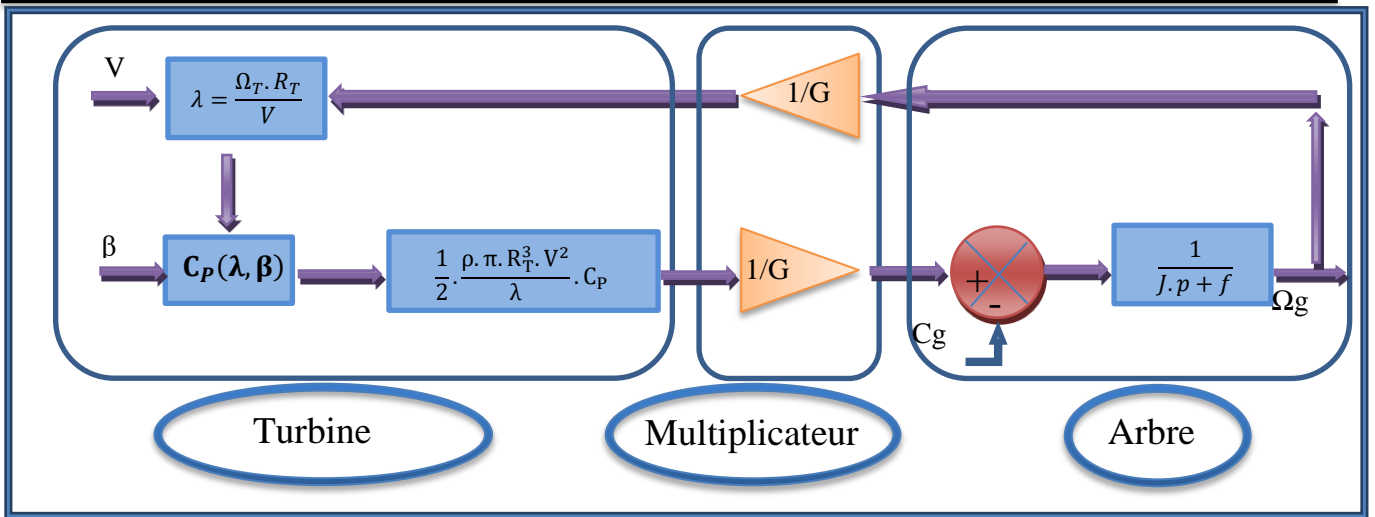 V
λ = Ω_T . R_T / V
1/G
β
C_P(λ, β)
1/2 . ρ. π. R_T^3. V^2 / λ . C_P
1/G
+
-
Cg
1 / J. p + f
Ωg
Turbine
Multiplicateur
Arbre